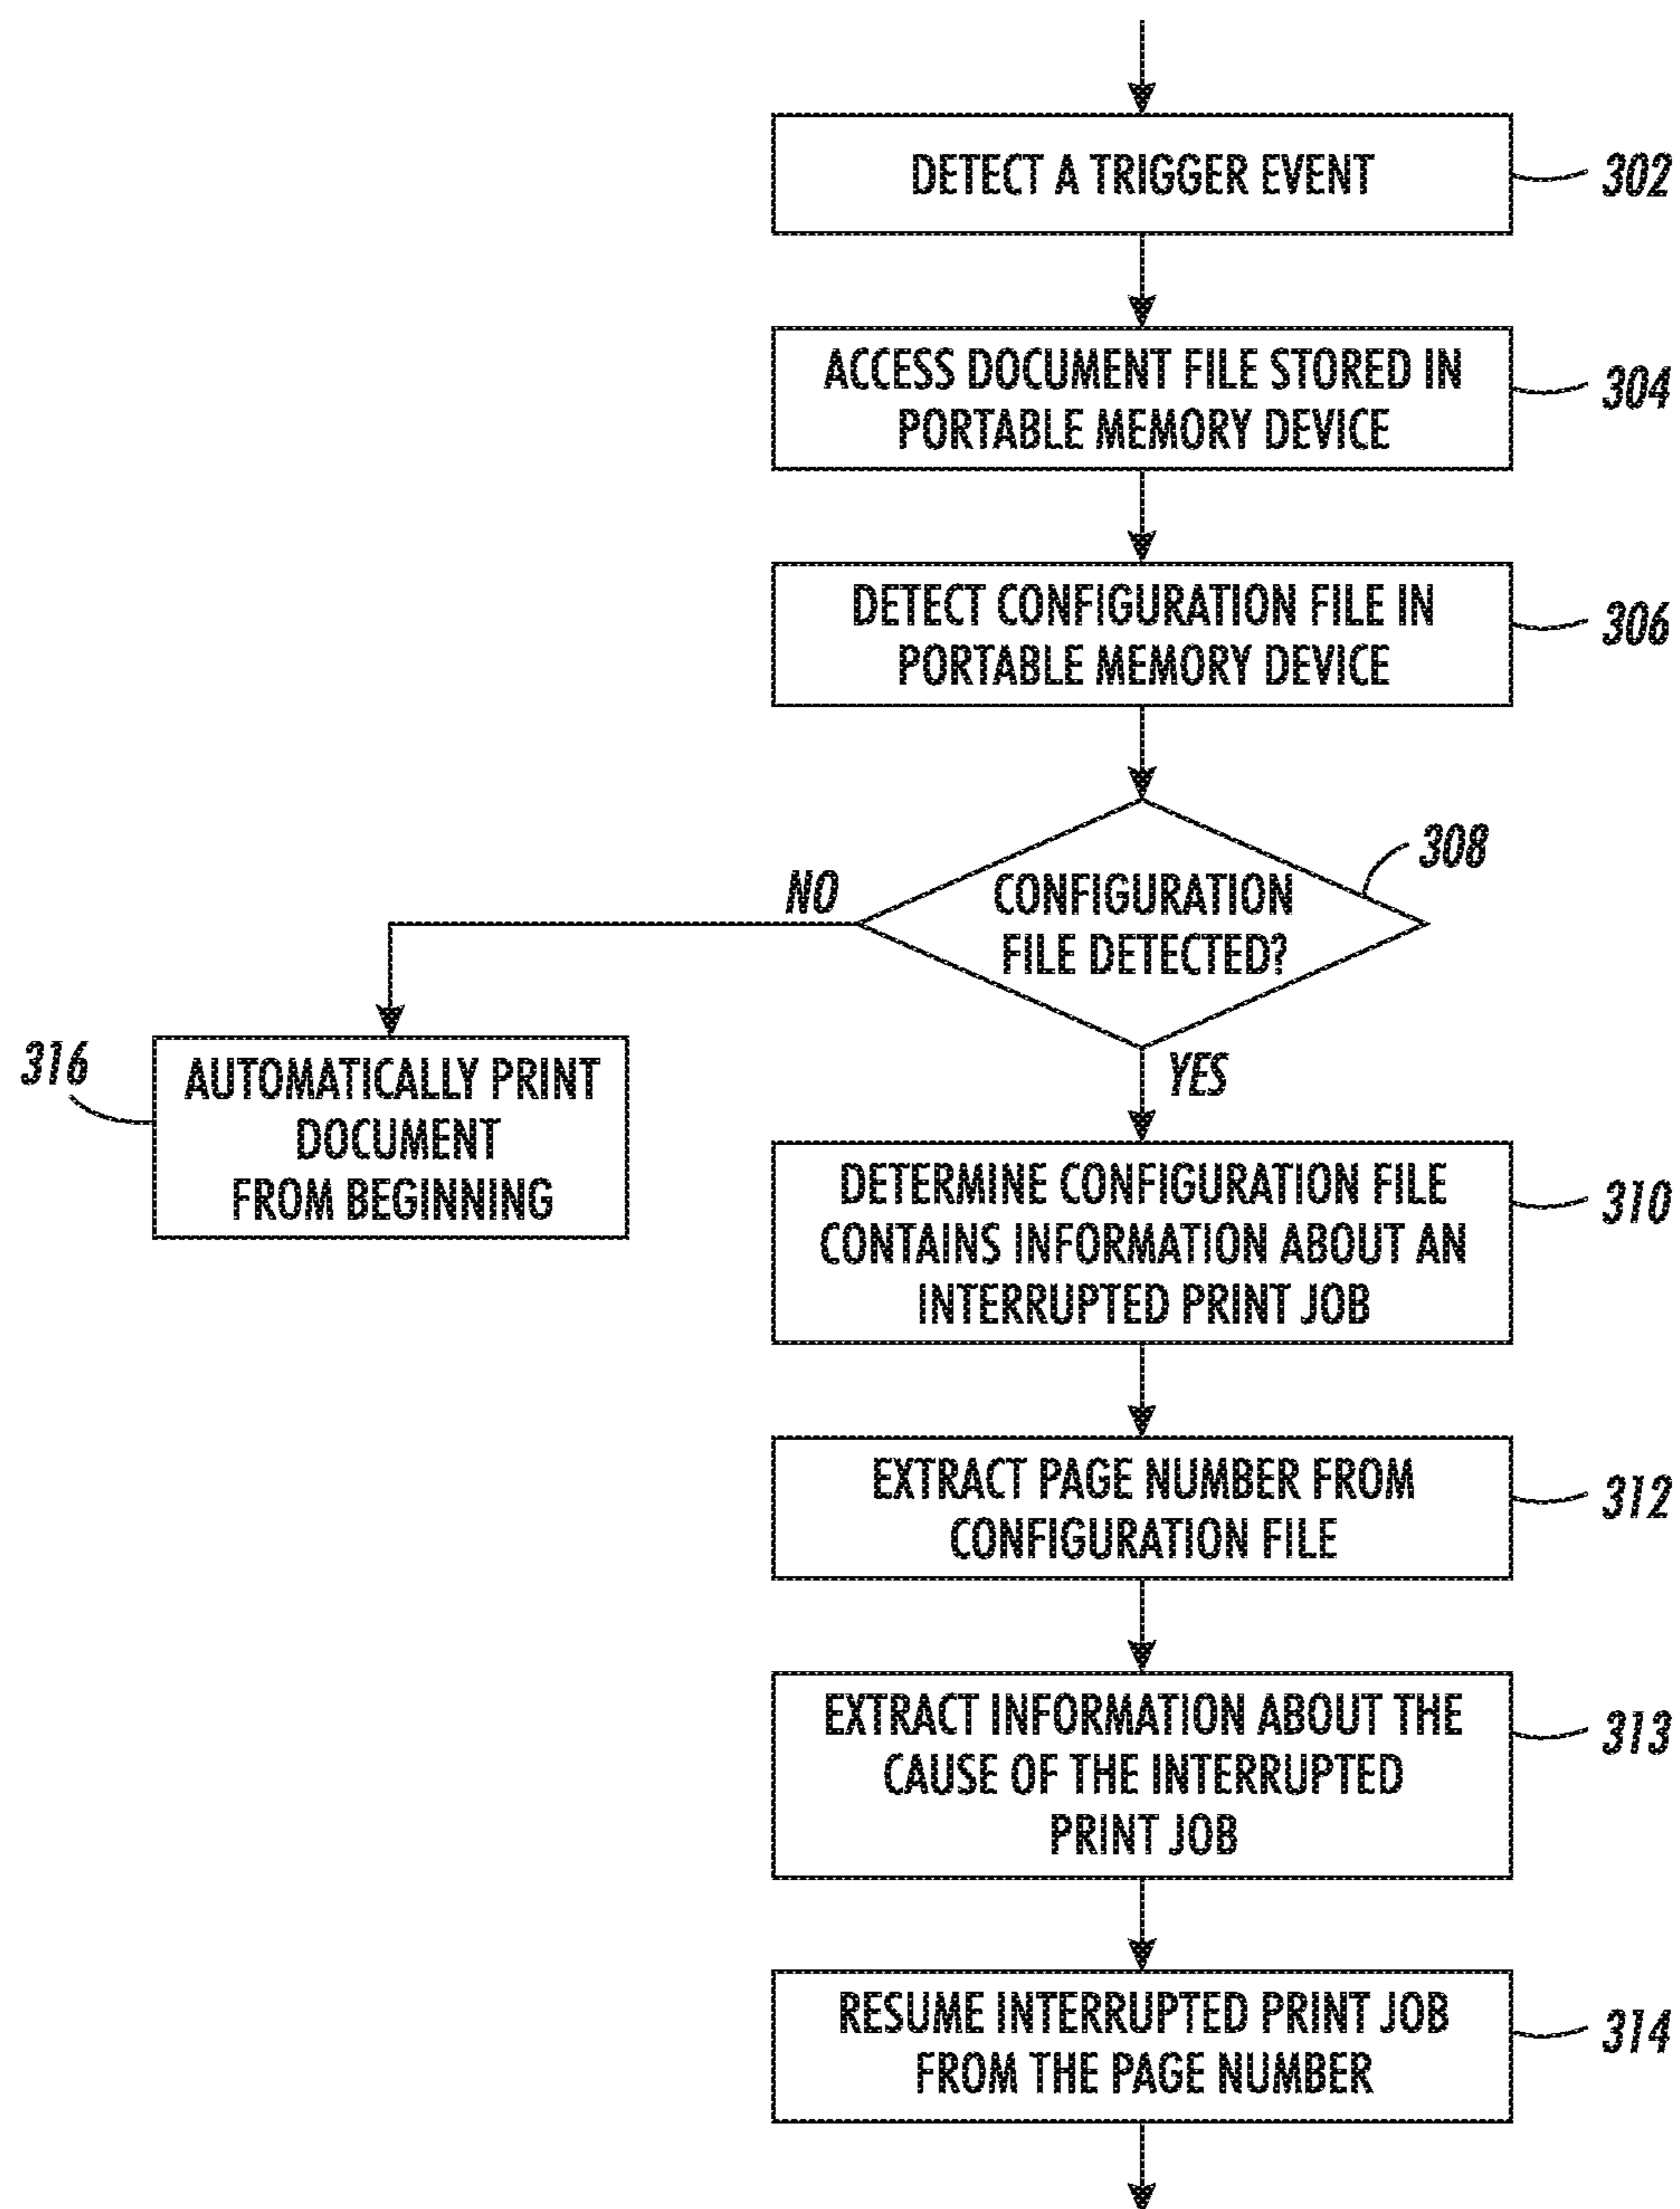 DETECT A TRIGGER EVENT
302
ACCESS DOCUMENT FILE STORED IN
PORTABLE MEMORY DEVICE
304
DETECT CONFIGURATION FILE IN
PORTABLE MEMORY DEVICE
306
CONFIGURATION
FILE DETECTED?
308
NO
YES
316
AUTOMATICALLY PRINT
DOCUMENT
FROM BEGINNING
DETERMINE CONFIGURATION FILE
CONTAINS INFORMATION ABOUT AN
INTERRUPTED PRINT JOB
310
EXTRACT PAGE NUMBER FROM
CONFIGURATION FILE
312
EXTRACT INFORMATION ABOUT THE
CAUSE OF THE INTERRUPTED
PRINT JOB
313
RESUME INTERRUPTED PRINT JOB
FROM THE PAGE NUMBER
314